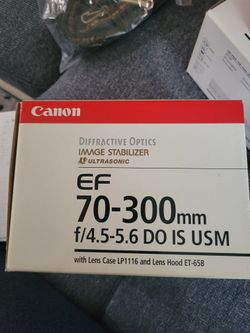 Canon
DIFFRACTIVE OPTICS
IMAGE STABILIZER
ULTRASONIC
EF
70-300mm
f/4.5-5.6 DO IS USM
with Lens Case LP1116 and Lens Hood ET-65B